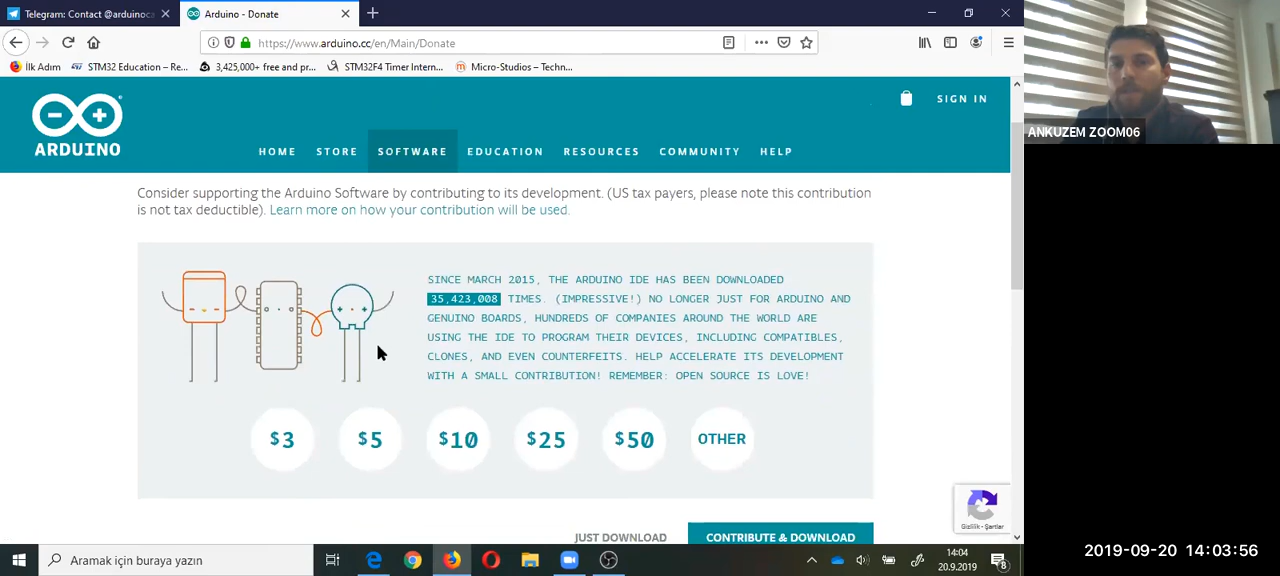 Telegram: Contact @arduinoca
Arduino - Donate
https://www.arduino.cc/en/Main/Donate
İlk Adım
STM32 Education – Re...
3,425,000+ free and pr...
STM32F4 Timer Intern...
Micro-Studios – Techn...
ARDUINO
SIGN IN
HOME
STORE
SOFTWARE
EDUCATION
RESOURCES
COMMUNITY
HELP
Consider supporting the Arduino Software by contributing to its development. (US tax payers, please note this contribution
is not tax deductible). Learn more on how your contribution will be used.
SINCE MARCH 2015, THE ARDUINO IDE HAS BEEN DOWNLOADED
35,423,008 TIMES. (IMPRESSIVE!) NO LONGER JUST FOR ARDUINO AND
GENUINO BOARDS, HUNDREDS OF COMPANIES AROUND THE WORLD ARE
USING THE IDE TO PROGRAM THEIR DEVICES, INCLUDING COMPATIBLES,
CLONES, AND EVEN COUNTERFEITS. HELP ACCELERATE ITS DEVELOPMENT
WITH A SMALL CONTRIBUTION! REMEMBER: OPEN SOURCE IS LOVE!
$3
$5
$10
$25
$50
OTHER
JUST DOWNLOAD
CONTRIBUTE & DOWNLOAD
Gizlilik - Şartlar
Aramak için buraya yazın
14:04
20.9.2019
8
ANKUZEM ZOOM06
2019-09-20 14:03:56